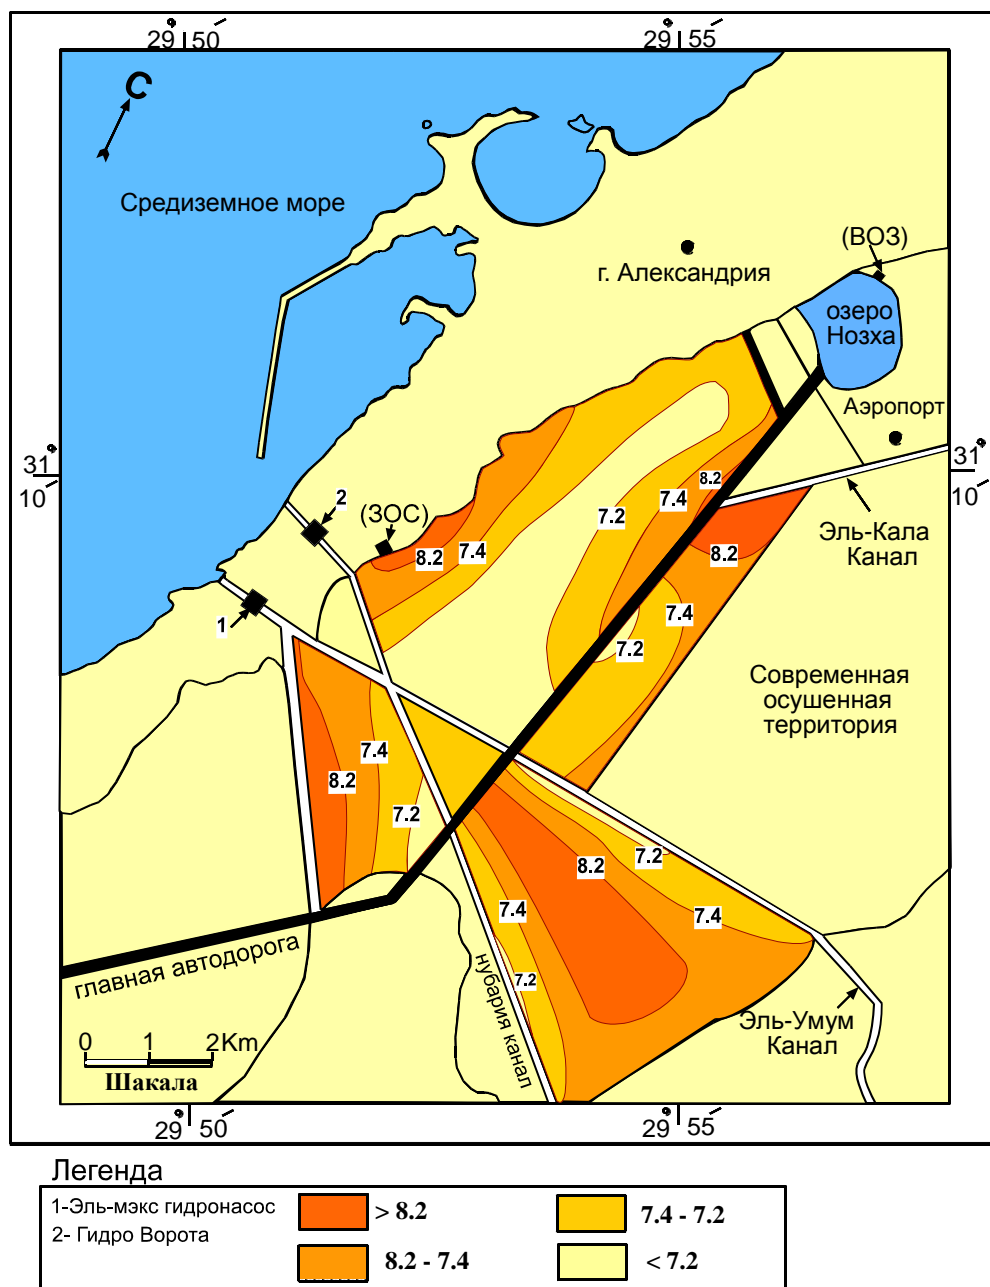 29° 50′
29° 55′
С
Средиземное море
(ВОЗ)
г. Александрия
озеро
Нозха
Аэропорт
31°
10′
31°
10′
8.2
7.4
2
(ЗОС)
7.2
Эль-Кала
Канал
8.2
7.4
8.2
7.4
1
7.2
Современная
осушенная
территория
7.4
8.2
7.2
7.2
8.2
7.4
7.4
главная автодорога
7.2
нубария канал
Эль-Умум
Канал
0 1 2Km
Шакала
29° 50′
29° 55′
Легенда
1-Эль-мэкс гидронасос
2- Гидро Ворота
> 8.2
8.2 - 7.4
7.4 - 7.2
< 7.2